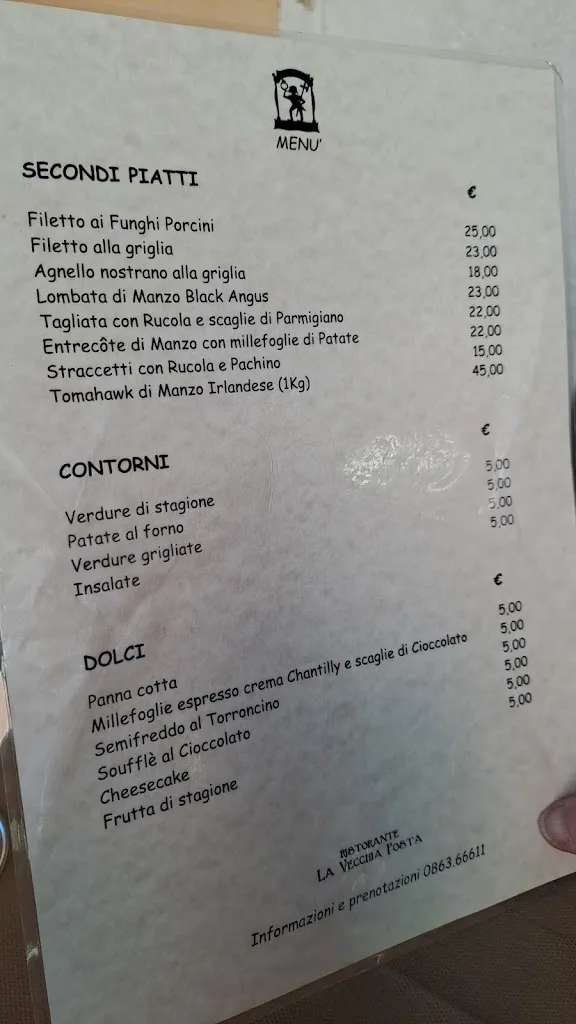 MENU'
SECONDI PIATTI €
Filetto ai Funghi Porcini 25,00
Filetto alla griglia 23,00
Agnello nostrano alla griglia 18,00
Lombata di Manzo Black Angus 23,00
Tagliata con Rucola e scaglie di Parmigiano 22,00
Entrecôte di Manzo con millefoglie di Patate 22,00
Straccetti con Rucola e Pachino 15,00
Tomahawk di Manzo Irlandese (1Kg) 45,00
CONTORNI €
Verdure di stagione 5,00
Patate al forno 5,00
Verdure grigliate 5,00
Insalate 5,00
DOLCI €
Panna cotta 5,00
Millefoglie espresso crema Chantilly e scaglie di Cioccolato 5,00
Semifreddo al Torroncino 5,00
Soufflè al Cioccolato 5,00
Cheesecake 5,00
Frutta di stagione 5,00
RISTORANTE
LA VECCHIA POSTA
Informazioni e prenotazioni 0863.66611